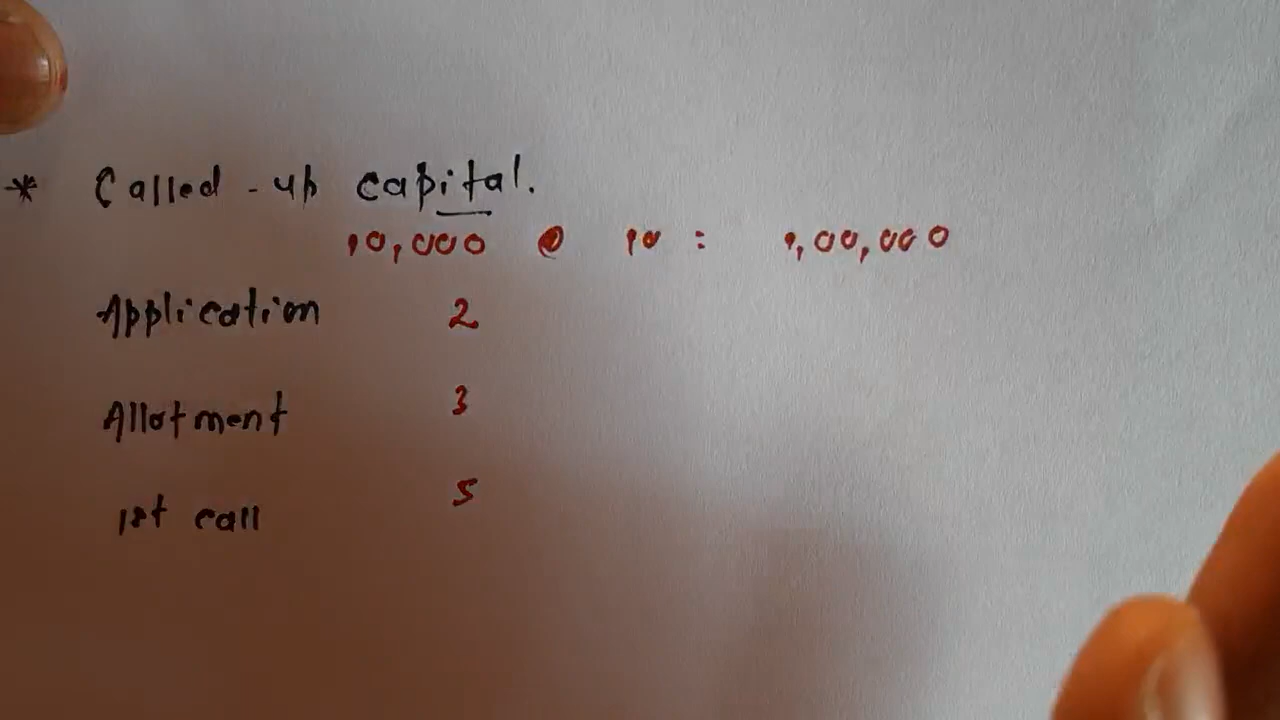 * Called-up capital.
10,000 @ 10 : 1,00,000
Application 2
Allotment 3
1st call 5